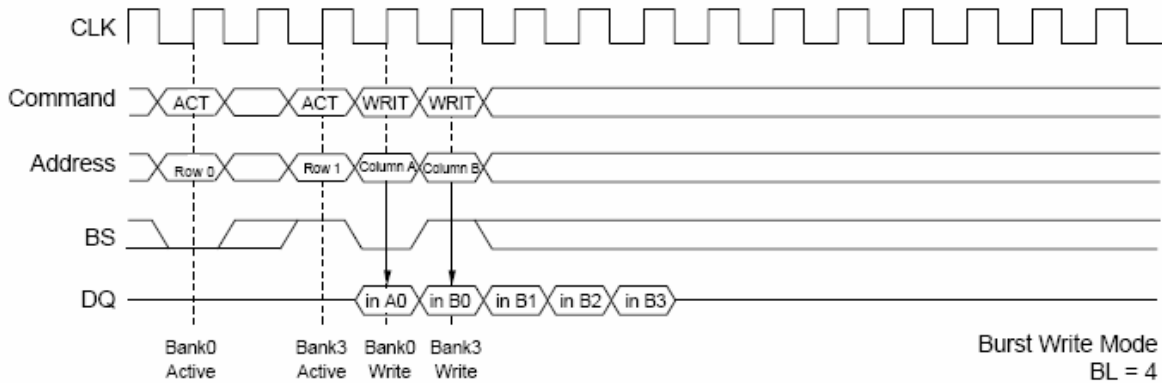 CLK
Command ACT ACT WRIT WRIT
Address Row 0 Row 1 Column A Column B
BS
DQ in A0 in B0 in B1 in B2 in B3
Bank0 Bank3 Bank0 Bank3
Active Active Write Write
Burst Write Mode
BL = 4